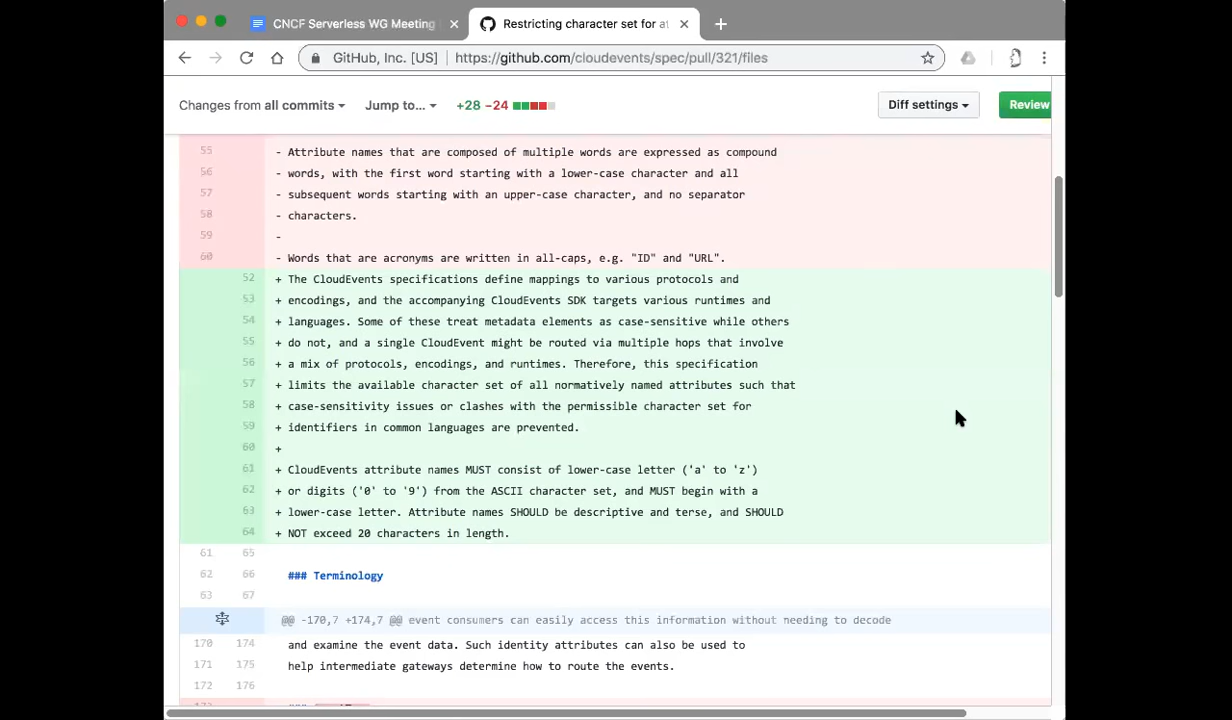 CNCF Serverless WG Meeting
Restricting character set for at
GitHub, Inc. [US] https://github.com/cloudevents/spec/pull/321/files
Changes from all commits Jump to... +28 −24 Diff settings Review
55 - Attribute names that are composed of multiple words are expressed as compound
56 - words, with the first word starting with a lower-case character and all
57 - subsequent words starting with an upper-case character, and no separator
58 - characters.
59 -
60 - Words that are acronyms are written in all-caps, e.g. "ID" and "URL".
52 + The CloudEvents specifications define mappings to various protocols and
53 + encodings, and the accompanying CloudEvents SDK targets various runtimes and
54 + languages. Some of these treat metadata elements as case-sensitive while others
55 + do not, and a single CloudEvent might be routed via multiple hops that involve
56 + a mix of protocols, encodings, and runtimes. Therefore, this specification
57 + limits the available character set of all normatively named attributes such that
58 + case-sensitivity issues or clashes with the permissible character set for
59 + identifiers in common languages are prevented.
60 +
61 + CloudEvents attribute names MUST consist of lower-case letter ('a' to 'z')
62 + or digits ('0' to '9') from the ASCII character set, and MUST begin with a
63 + lower-case letter. Attribute names SHOULD be descriptive and terse, and SHOULD
64 + NOT exceed 20 characters in length.
61 65
62 66 ### Terminology
63 67
@@ -170,7 +174,7 @@ event consumers can easily access this information without needing to decode
170 174 and examine the event data. Such identity attributes can also be used to
171 175 help intermediate gateways determine how to route the events.
172 176